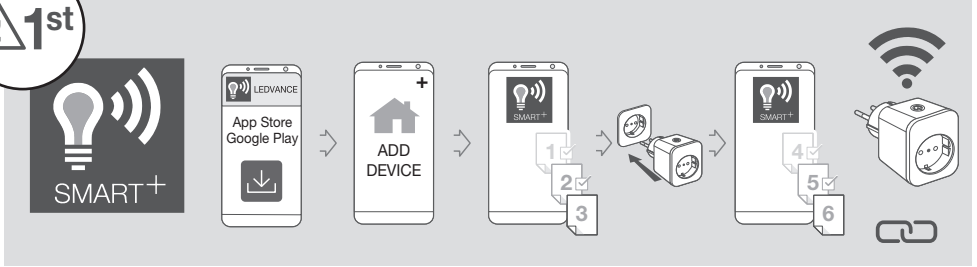 1st
SMART+
LEDVANCE
App Store
Google Play
+
ADD
DEVICE
SMART+
1
2
3
SMART+
4
5
6